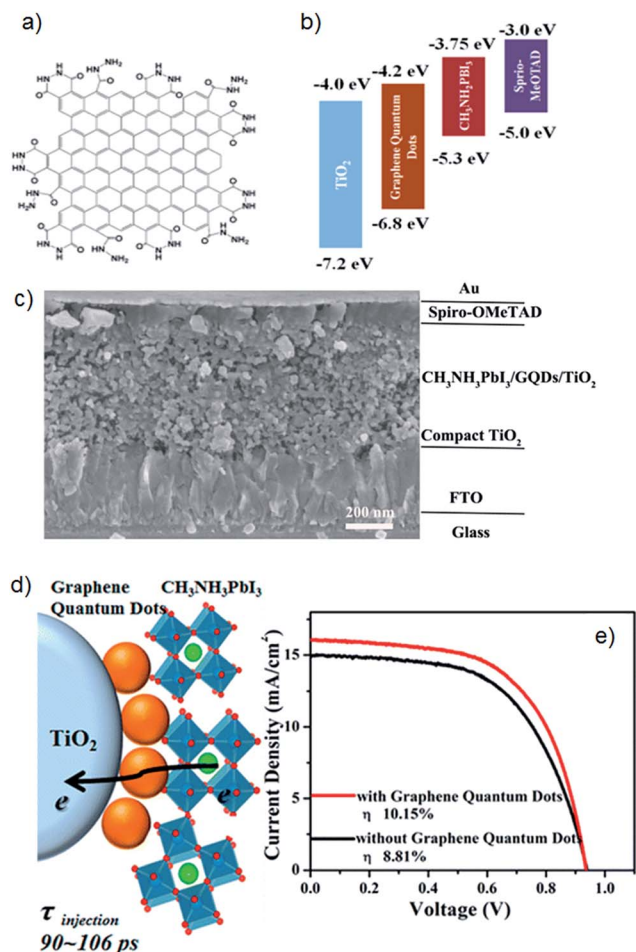 a)
b)
-4.0 eV
-4.2 eV
-3.75 eV
-3.0 eV
TiO2
Graphene Quantum
Dots
CH3NH2PBI3
Sprio-
MeOTAD
-7.2 eV
-6.8 eV
-5.3 eV
-5.0 eV
c)
Au
Spiro-OMeTAD
CH3NH3PbI3/GQDs/TiO2
Compact TiO2
FTO
Glass
200 nm
d)
Graphene
Quantum Dots
CH3NH3PbI3
TiO2
e
e
τ injection
90~106 ps
e)
Current Density (mA/cm²)
15
10
5
0
with Graphene Quantum Dots
η 10.15%
without Graphene Quantum Dots
η 8.81%
0.0 0.2 0.4 0.6 0.8 1.0
Voltage (V)